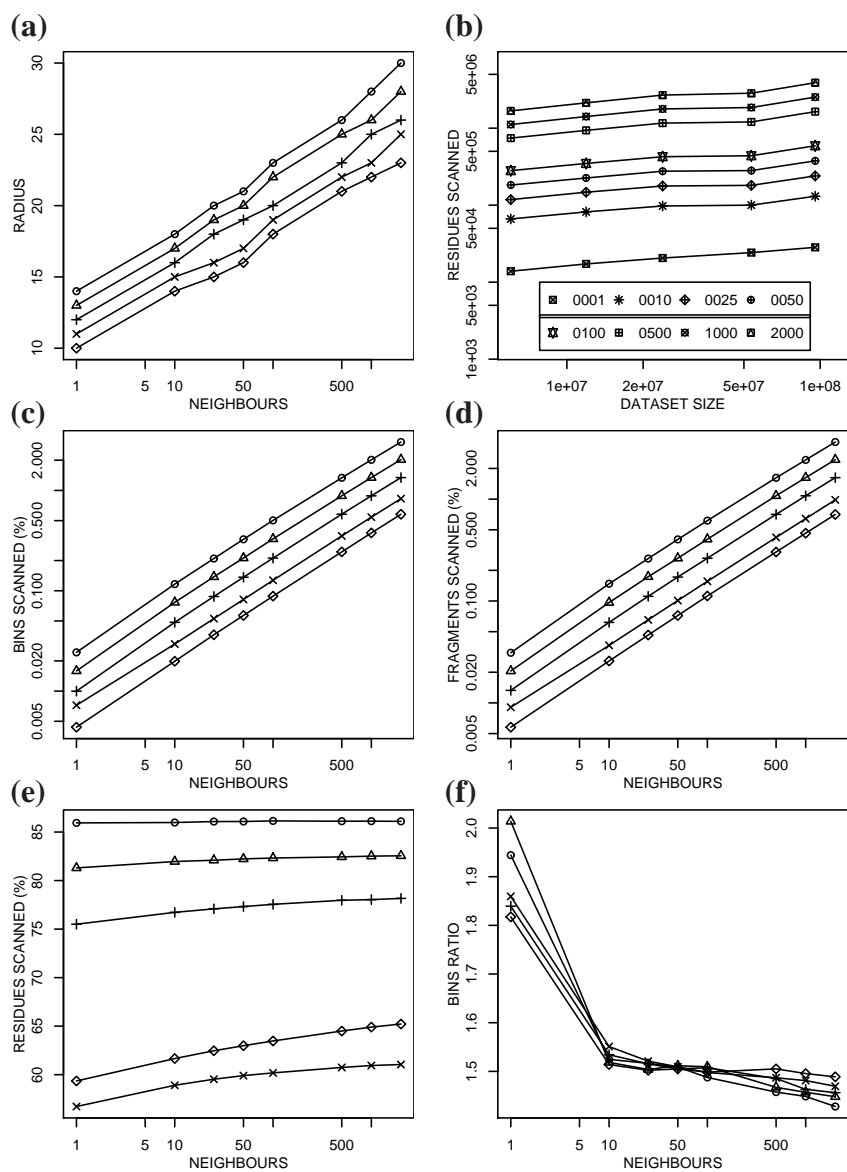 (a)
30
25
20
15
10
RADIUS
1
5
10
50
500
NEIGHBOURS
(b)
5e+06
5e+05
5e+04
5e+03
1e+03
RESIDUES SCANNED
0001 0010 0025 0050
0100 0500 1000 2000
1e+07
2e+07
5e+07
1e+08
DATASET SIZE
(c)
2.000
0.500
0.100
0.020
0.005
BINS SCANNED (%)
1
5
10
50
500
NEIGHBOURS
(d)
2.000
0.500
0.100
0.020
0.005
FRAGMENTS SCANNED (%)
1
5
10
50
500
NEIGHBOURS
(e)
85
80
75
70
65
60
RESIDUES SCANNED (%)
1
5
10
50
500
NEIGHBOURS
(f)
2.0
1.9
1.8
1.7
1.6
1.5
BINS RATIO
1
5
10
50
500
NEIGHBOURS